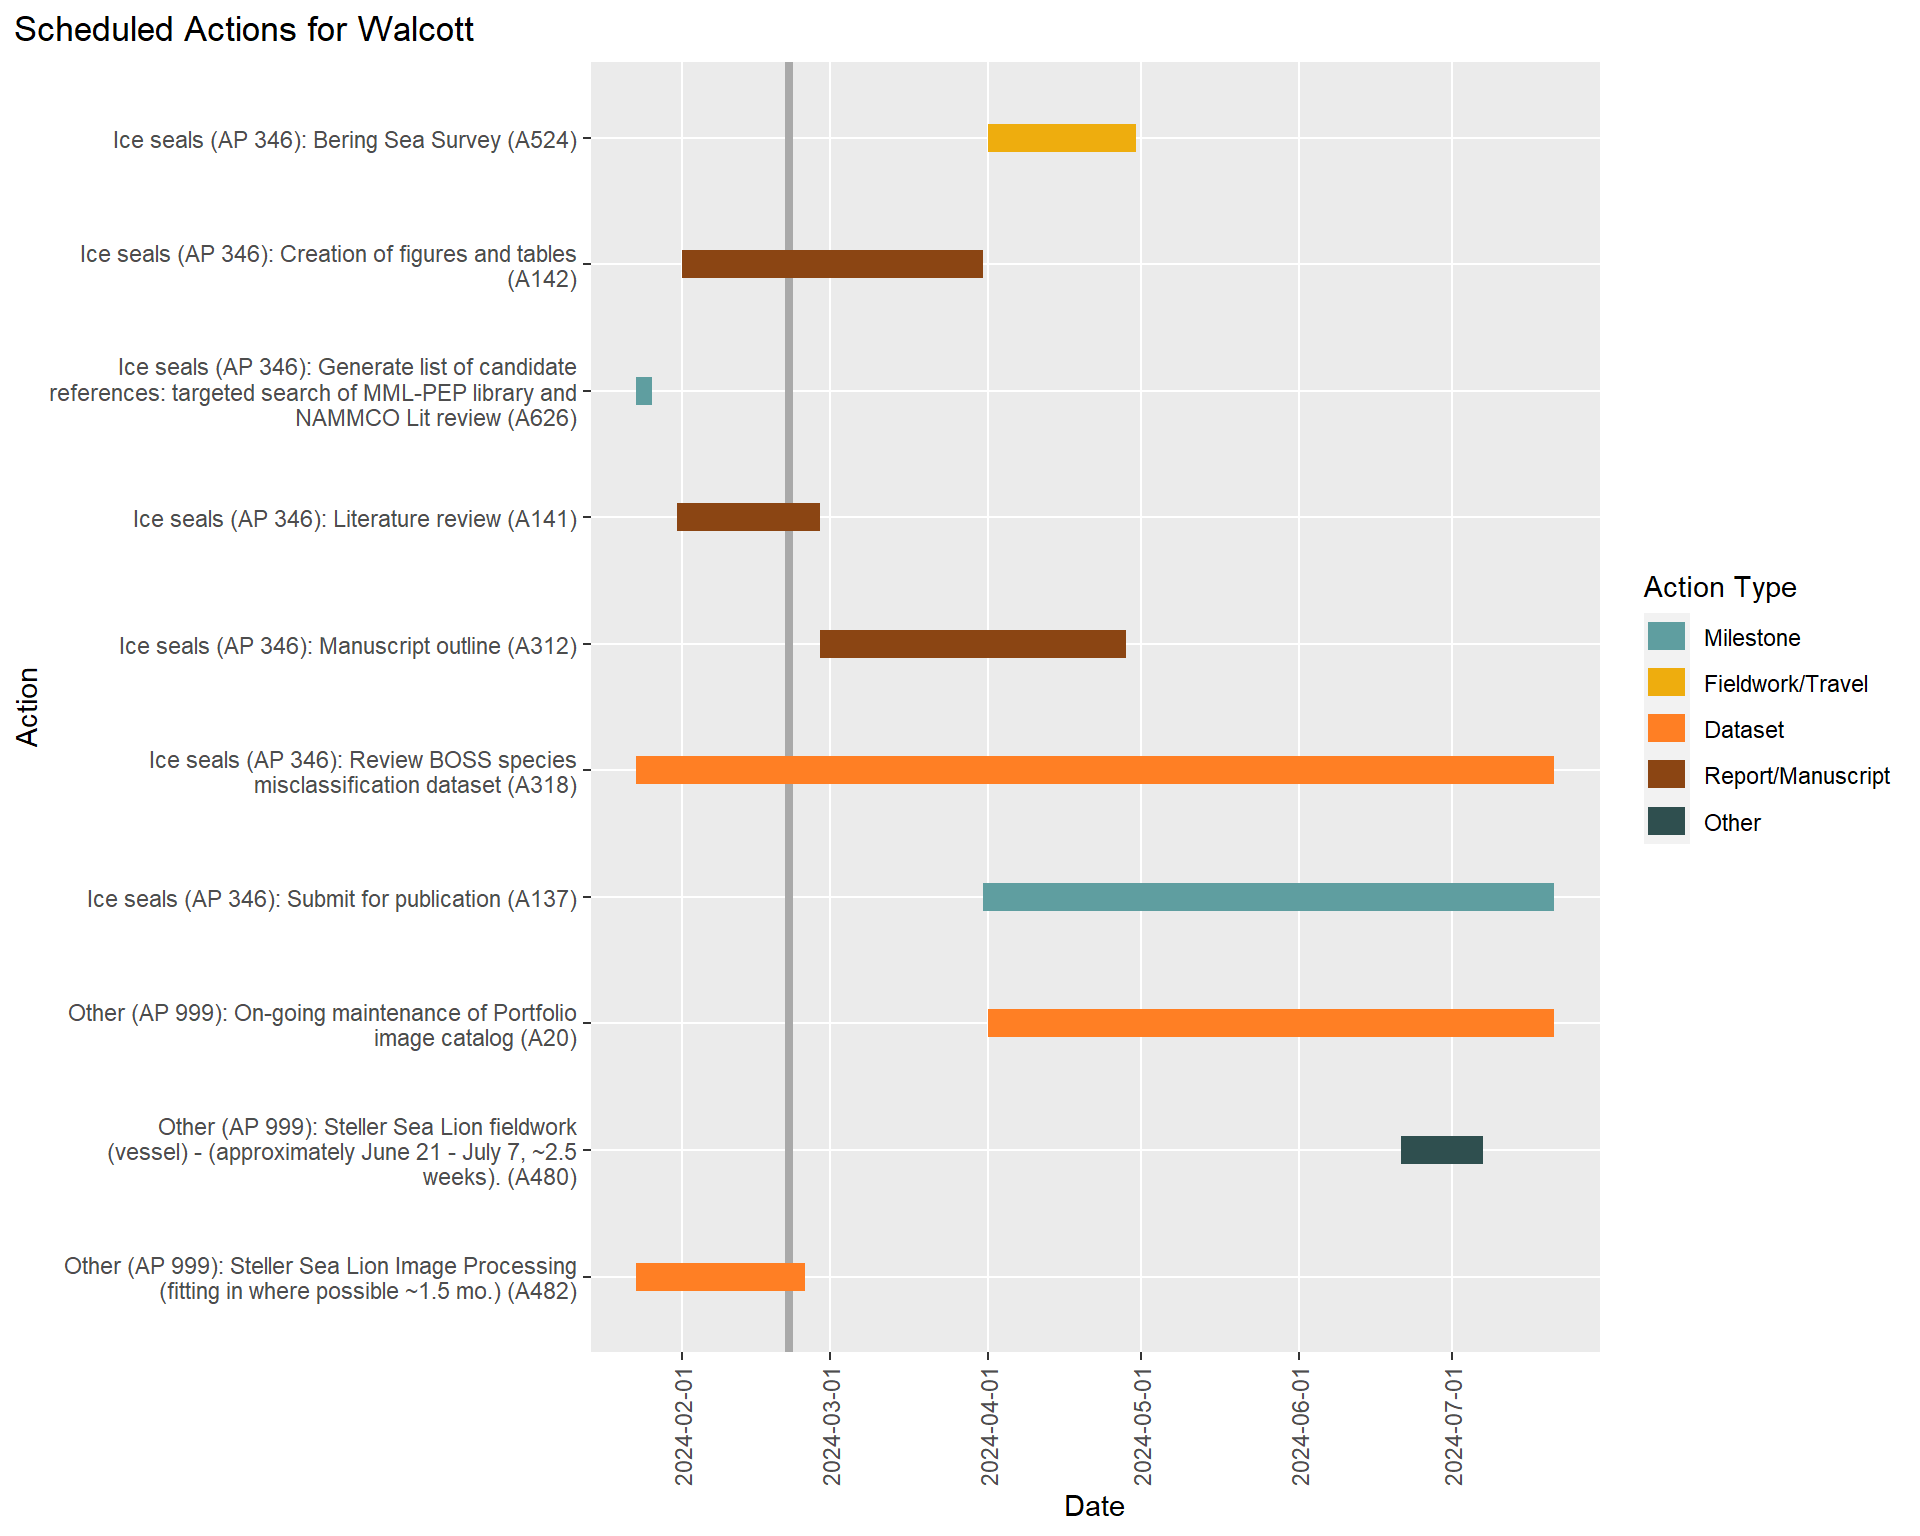 Scheduled Actions for Walcott
Ice seals (AP 346): Bering Sea Survey (A524)
Ice seals (AP 346): Creation of figures and tables
(A142)
Ice seals (AP 346): Generate list of candidate
references: targeted search of MML-PEP library and
NAMMCO Lit review (A626)
Ice seals (AP 346): Literature review (A141)
Ice seals (AP 346): Manuscript outline (A312)
Ice seals (AP 346): Review BOSS species
misclassification dataset (A318)
Ice seals (AP 346): Submit for publication (A137)
Other (AP 999): On-going maintenance of Portfolio
image catalog (A20)
Other (AP 999): Steller Sea Lion fieldwork
(vessel) - (approximately June 21 - July 7, ~2.5
weeks). (A480)
Other (AP 999): Steller Sea Lion Image Processing
(fitting in where possible ~1.5 mo.) (A482)
Action
2024-02-01
2024-03-01
2024-04-01
2024-05-01
2024-06-01
2024-07-01
Date
Action Type
Milestone
Fieldwork/Travel
Dataset
Report/Manuscript
Other